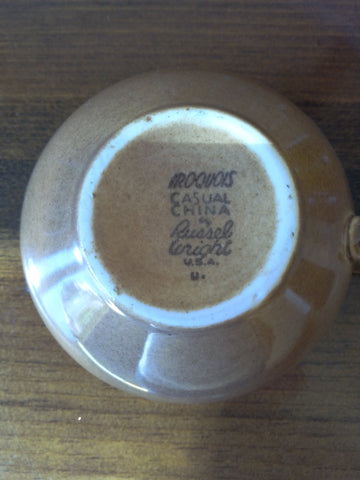 IROQUOIS
CASUAL
CHINA
by
Russel
Wright
U.S.A.